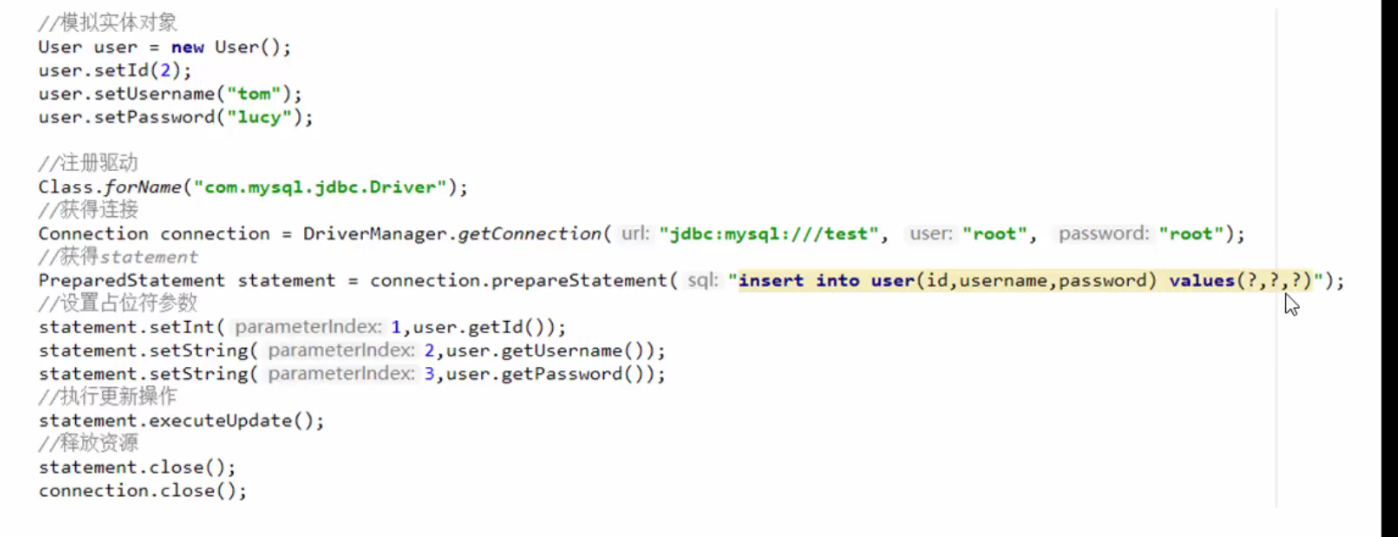 //模拟实体对象
User user = new User();
user.setId(2);
user.setUsername("tom");
user.setPassword("lucy");
//注册驱动
Class.forName("com.mysql.jdbc.Driver");
//获得连接
Connection connection = DriverManager.getConnection( url: "jdbc:mysql:///test", user: "root", password: "root");
//获得statement
PreparedStatement statement = connection.prepareStatement( sql: "insert into user(id,username,password) values(?,?,?)");
//设置占位符参数
statement.setInt( parameterIndex: 1,user.getId());
statement.setString( parameterIndex: 2,user.getUsername());
statement.setString( parameterIndex: 3,user.getPassword());
//执行更新操作
statement.executeUpdate();
//释放资源
statement.close();
connection.close();